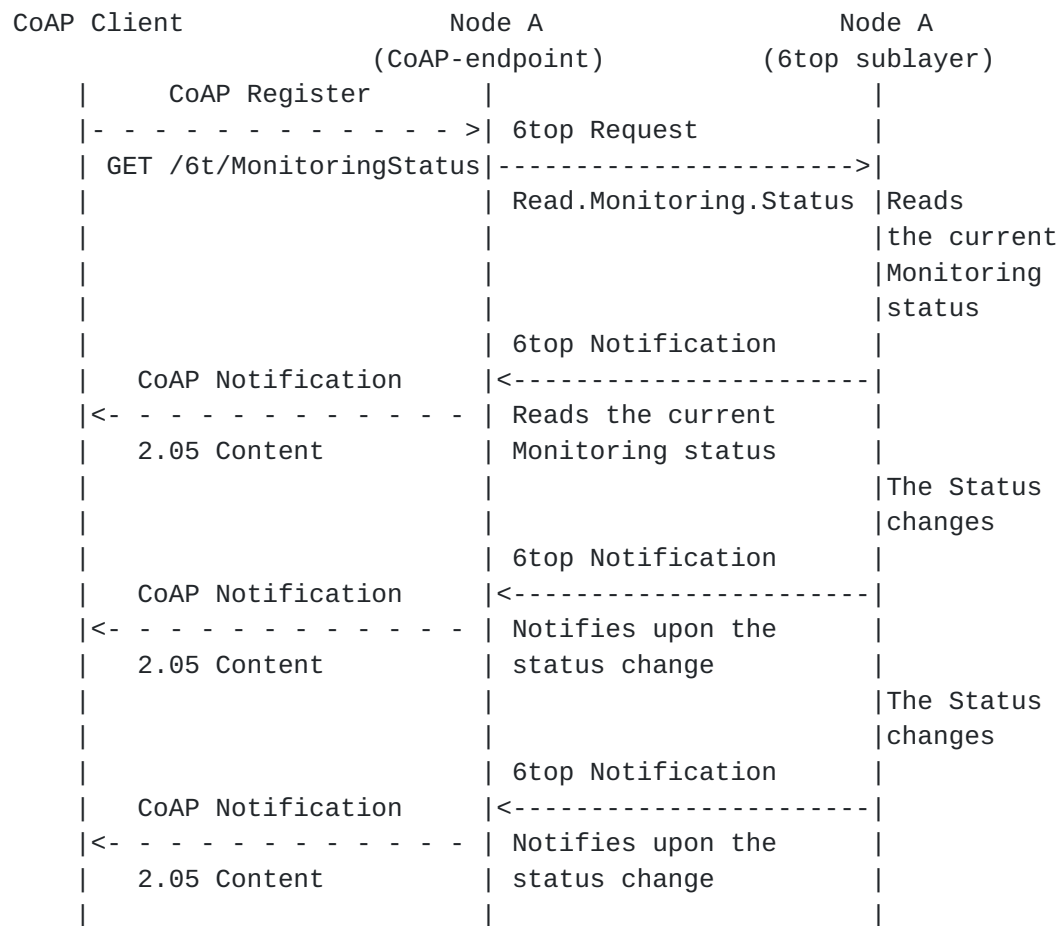 CoAP Client                 Node A                   Node A
                       (CoAP-endpoint)          (6top sublayer)
    |     CoAP Register       |                        |
    |- - - - - - - - - - - - >| 6top Request           |
    | GET /6t/MonitoringStatus|----------------------->|
    |                         | Read.Monitoring.Status |Reads
    |                         |                        |the current
    |                         |                        |Monitoring
    |                         |                        |status
    |                         | 6top Notification      |
    |   CoAP Notification     |<-----------------------|
    |<- - - - - - - - - - - - | Reads the current      |
    |   2.05 Content          | Monitoring status      |
    |                         |                        |The Status
    |                         |                        |changes
    |                         | 6top Notification      |
    |   CoAP Notification     |<-----------------------|
    |<- - - - - - - - - - - - | Notifies upon the      |
    |   2.05 Content          | status change          |
    |                         |                        |The Status
    |                         |                        |changes
    |                         | 6top Notification      |
    |   CoAP Notification     |<-----------------------|
    |<- - - - - - - - - - - - | Notifies upon the      |
    |   2.05 Content          | status change          |
    |                         |                        |